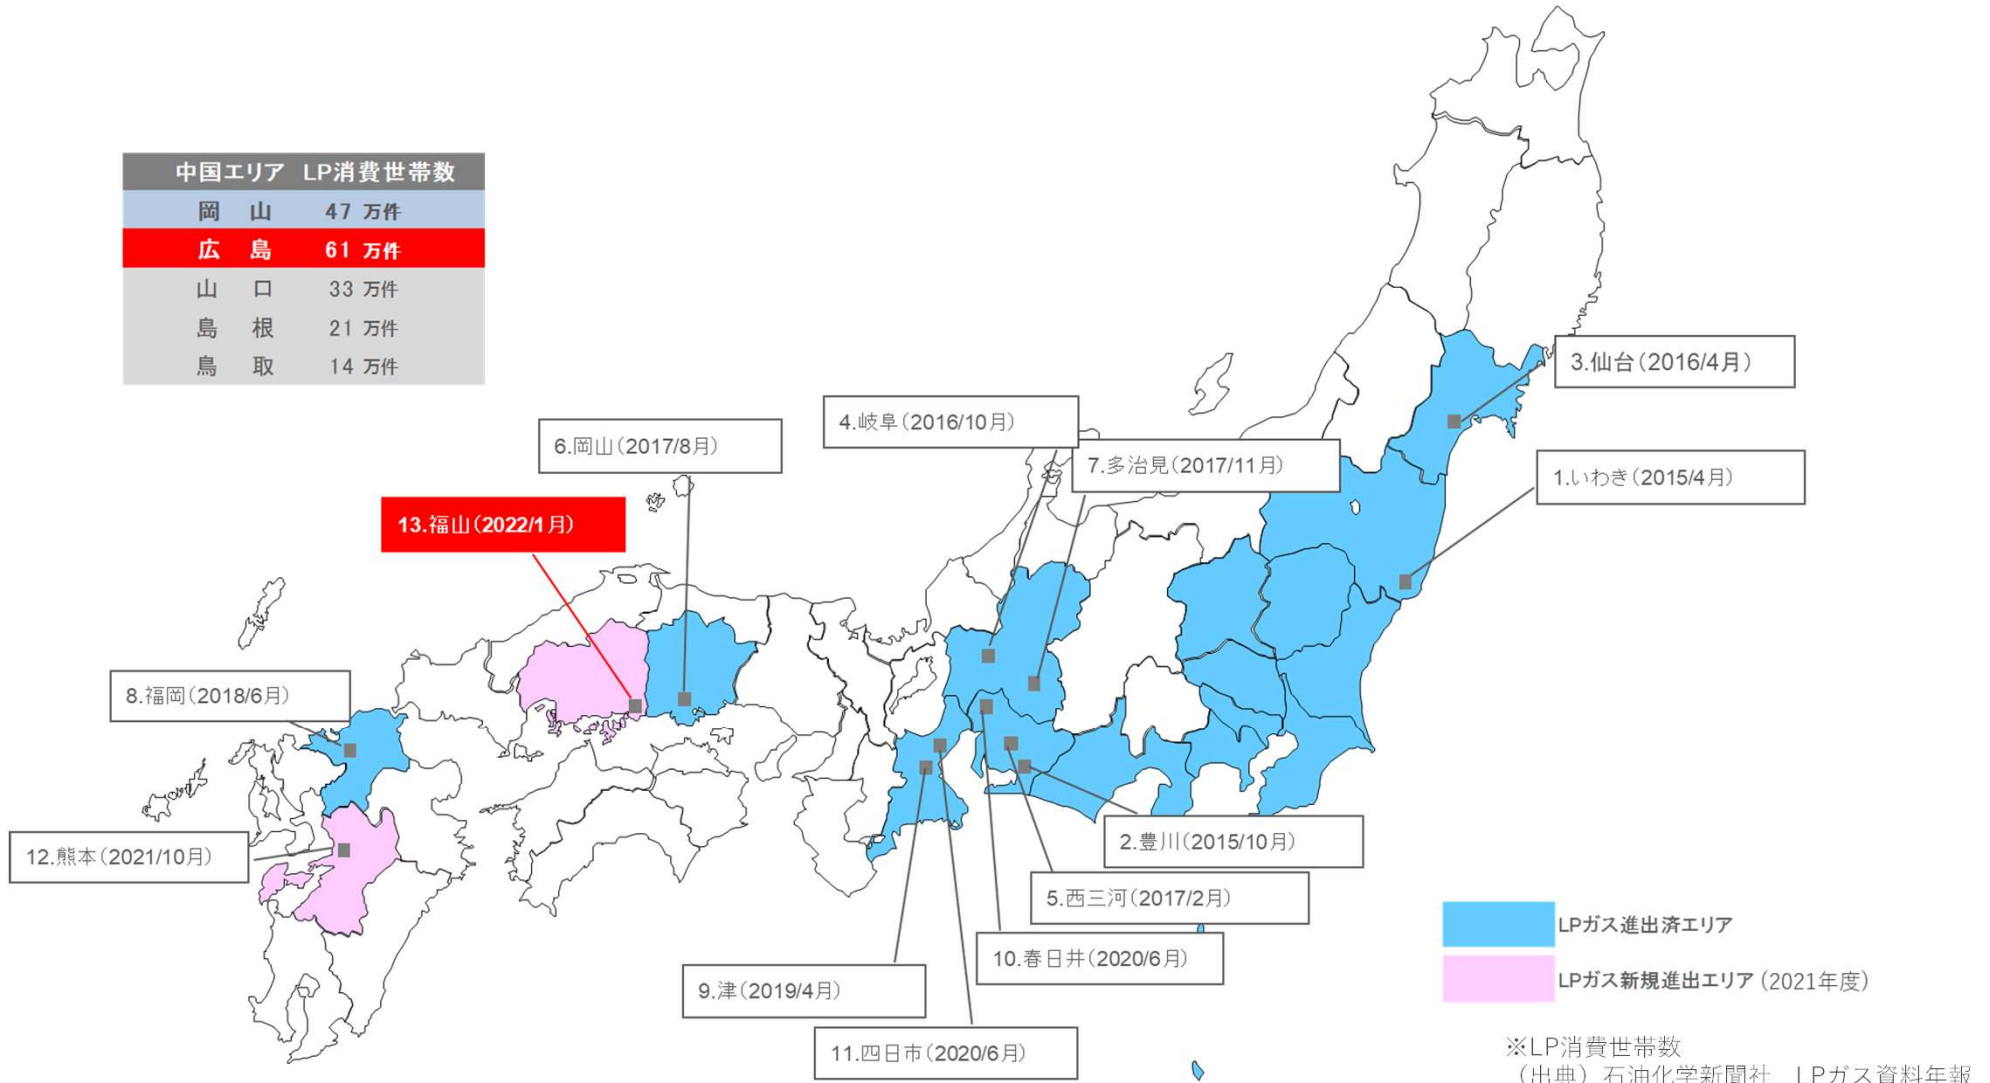 中国エリア LP消費世帯数
岡 山 47 万件
広 島 61 万件
山 口 33 万件
島 根 21 万件
鳥 取 14 万件
3.仙台(2016/4月)
4.岐阜(2016/10月)
6.岡山(2017/8月)
7.多治見(2017/11月)
1.いわき(2015/4月)
13.福山(2022/1月)
8.福岡(2018/6月)
2.豊川(2015/10月)
12.熊本(2021/10月)
5.西三河(2017/2月)
10.春日井(2020/6月)
9.津(2019/4月)
11.四日市(2020/6月)
LPガス進出済エリア
LPガス新規進出エリア (2021年度)
※LP消費世帯数
(出典) 石油化学新聞社 LPガス資料年報